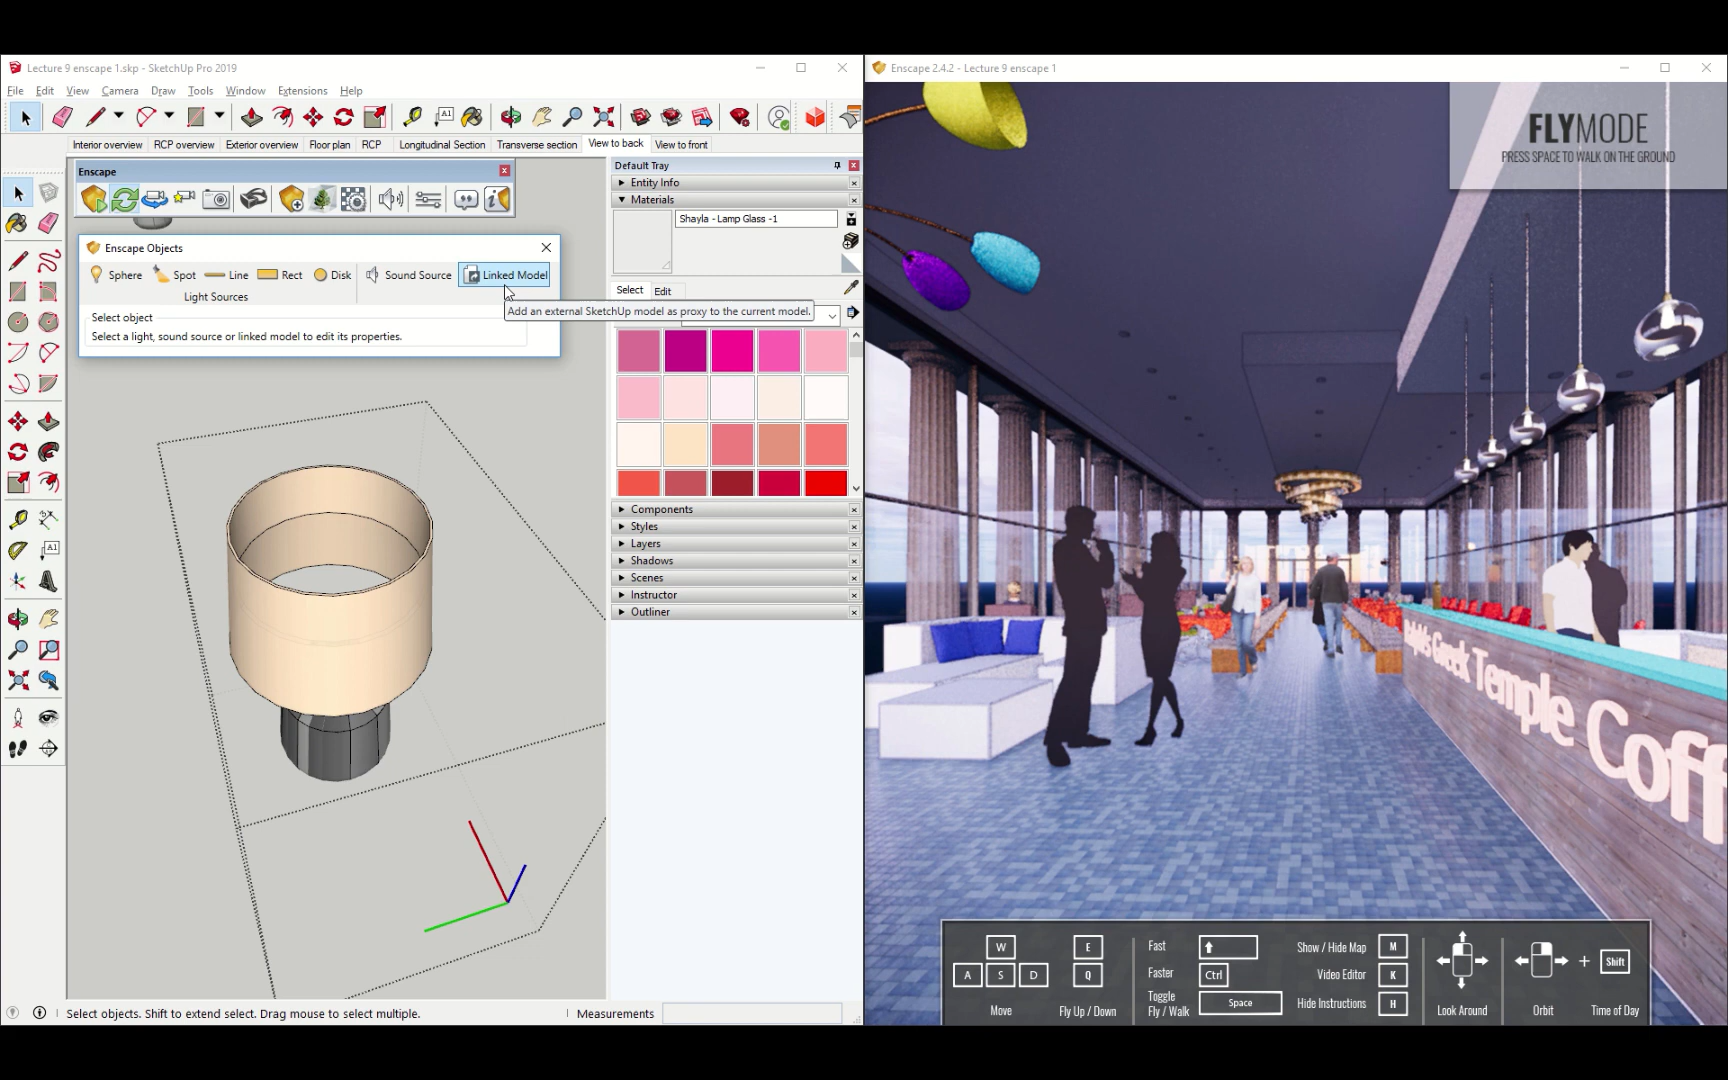 Lecture 9 enscape 1.skp - SketchUp Pro 2019
File Edit View Camera Draw Tools Window Extensions Help
Interior overview RCP overview Exterior overview Floor plan RCP Longitudinal Section Transverse section View to back View to front
Enscape
Enscape Objects
Sphere Spot Line Rect Disk Sound Source Linked Model
Light Sources
Select object
Select a light, sound source or linked model to edit its properties.
Add an external SketchUp model as proxy to the current model.
Default Tray
Entity Info
Materials
Shayla - Lamp Glass -1
Select Edit
Components
Styles
Layers
Shadows
Scenes
Instructor
Outliner
Select objects. Shift to extend select. Drag mouse to select multiple.
Measurements
Enscape 2.4.2 - Lecture 9 enscape 1
FLYMODE
PRESS SPACE TO WALK ON THE GROUND
Greek Temple Coff
W
A S D
Move
E
Q
Fly Up / Down
Fast
Faster Ctrl
Toggle
Fly / Walk Space
Show / Hide Map M
Video Editor K
Hide Instructions H
Look Around
Orbit
+ Shift
Time of Day